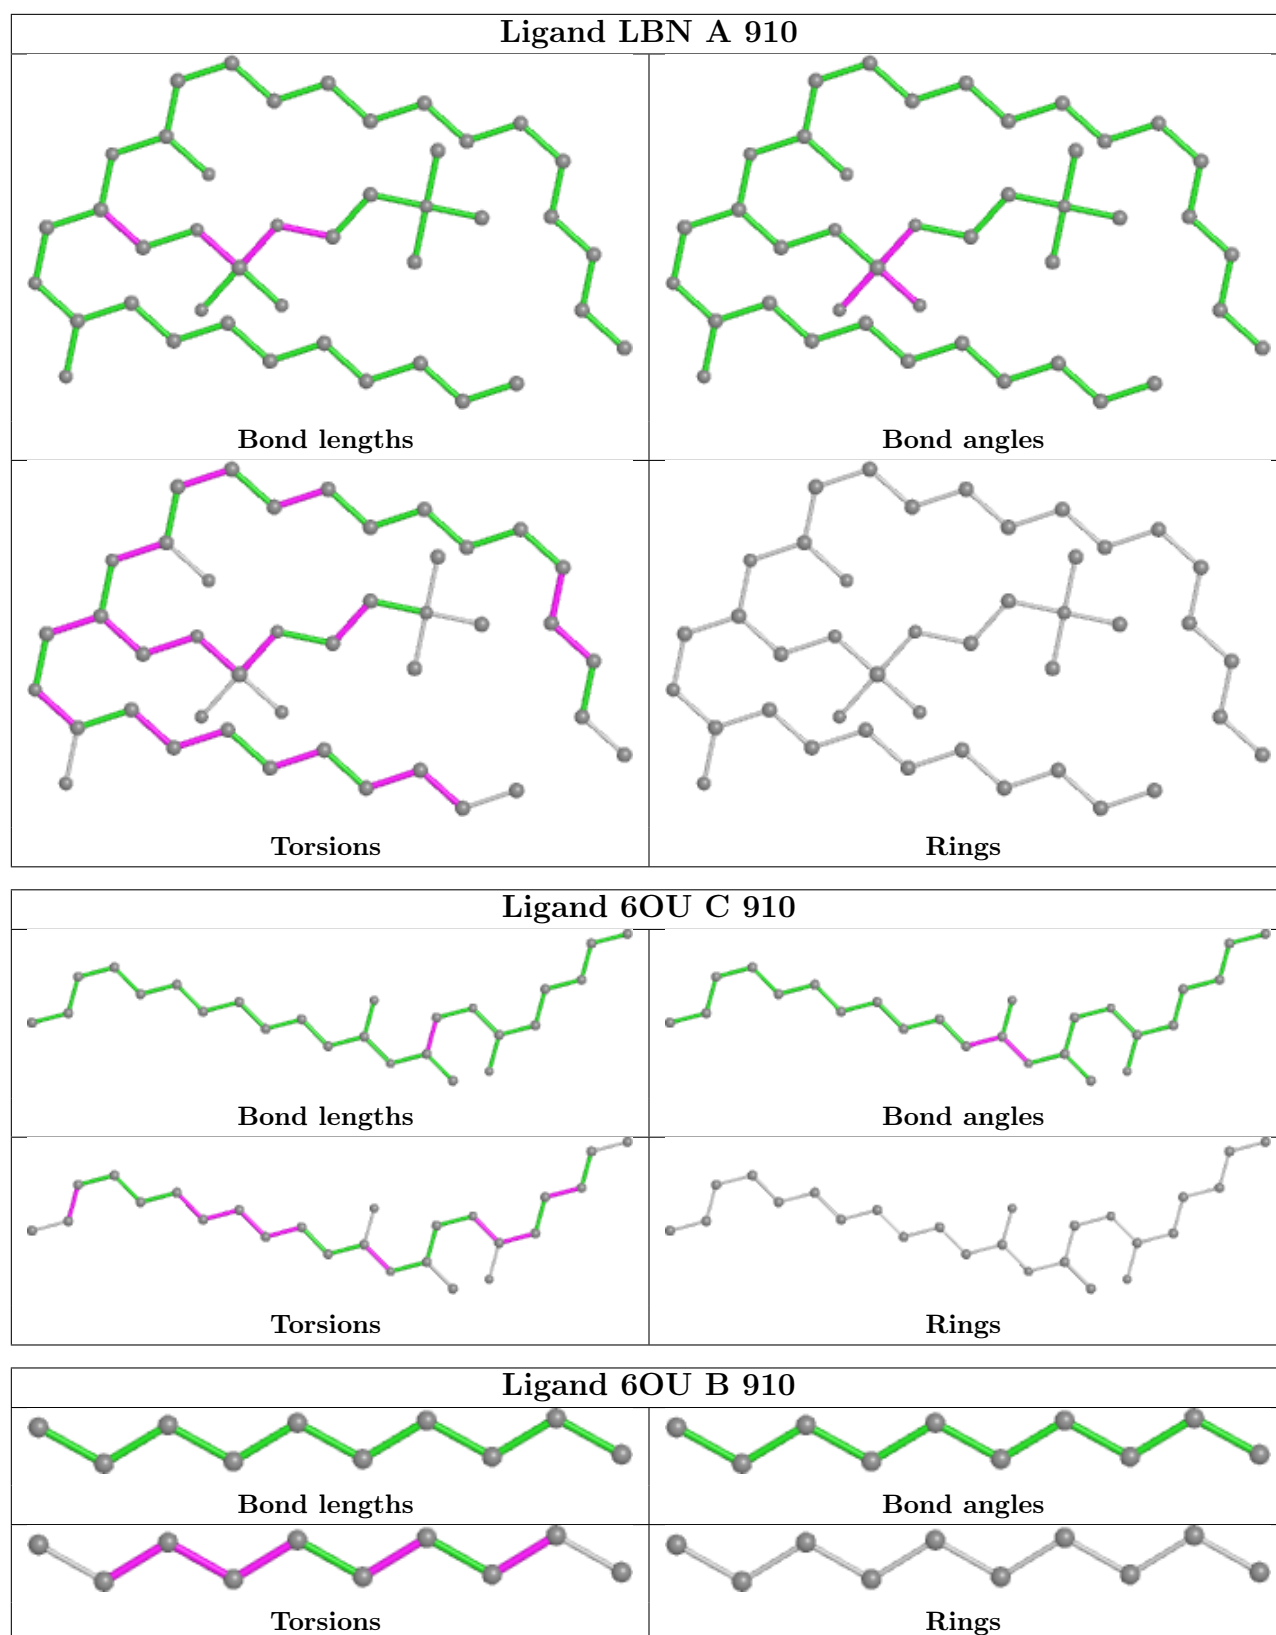 Ligand LBN A 910
Bond lengths
Bond angles
Torsions
Rings
Ligand 6OU C 910
Bond lengths
Bond angles
Torsions
Rings
Ligand 6OU B 910
Bond lengths
Bond angles
Torsions
Rings